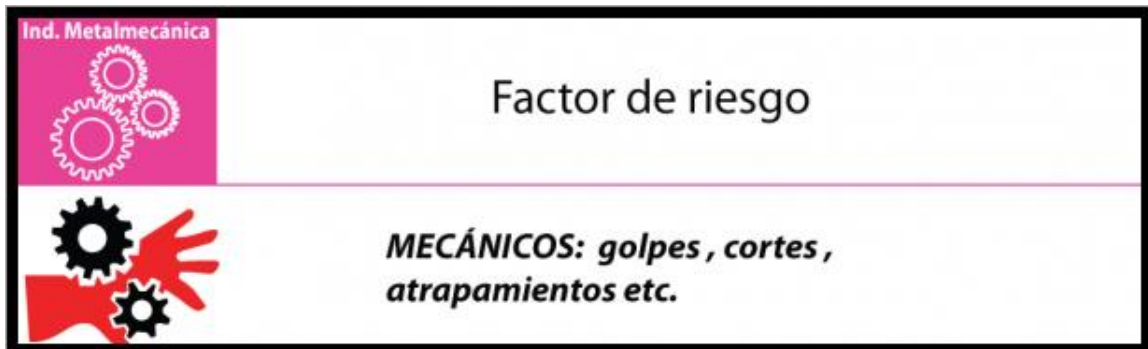 Ind. Metalmecánica
Factor de riesgo
MECÁNICOS: golpes , cortes ,
atrapamientos etc.